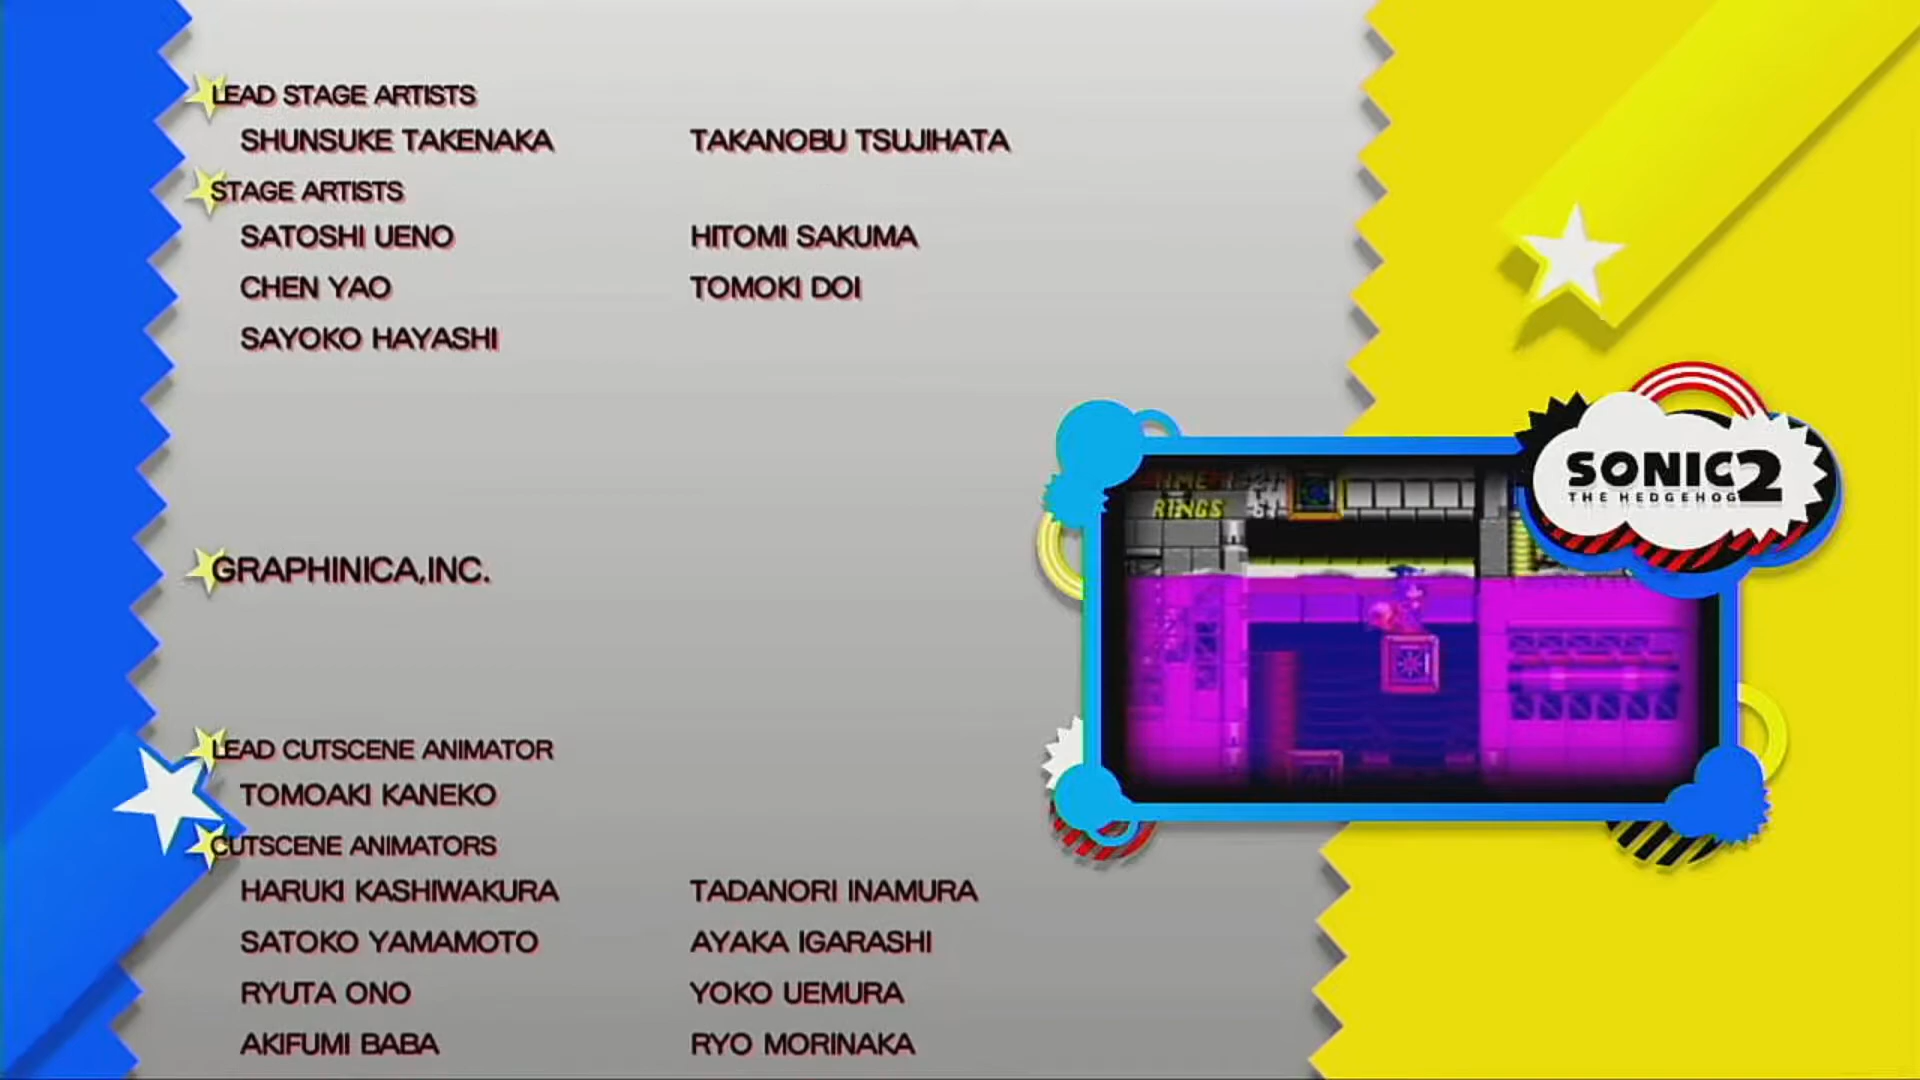 LEAD STAGE ARTISTS
SHUNSUKE TAKENAKA TAKANOBU TSUJIHATA
STAGE ARTISTS
SATOSHI UENO HITOMI SAKUMA
CHEN YAO TOMOKI DOI
SAYOKO HAYASHI
GRAPHINICA,INC.
LEAD CUTSCENE ANIMATOR
TOMOAKI KANEKO
CUTSCENE ANIMATORS
HARUKI KASHIWAKURA TADANORI INAMURA
SATOKO YAMAMOTO AYAKA IGARASHI
RYUTA ONO YOKO UEMURA
AKIFUMI BABA RYO MORINAKA
SONIC 2
THE HEDGEHOG
TIME
RINGS